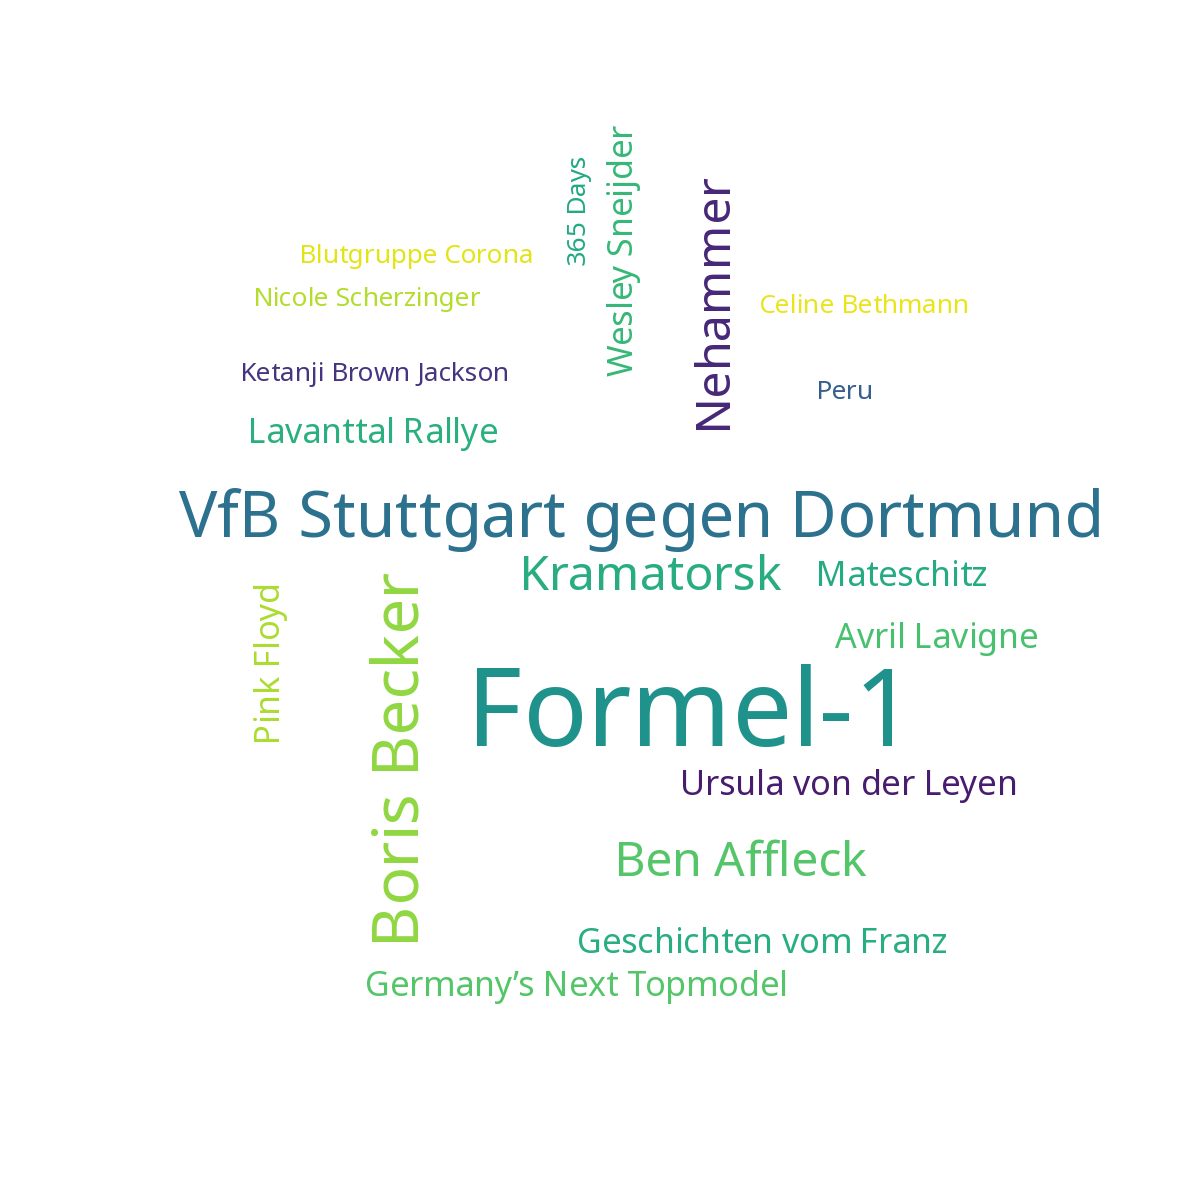 365 Days
Wesley Sneijder
Nehammer
Blutgruppe Corona
Nicole Scherzinger
Celine Bethmann
Ketanji Brown Jackson
Peru
Lavanttal Rallye
VfB Stuttgart gegen Dortmund
Kramatorsk
Mateschitz
Pink Floyd
Boris Becker
Avril Lavigne
Formel-1
Ursula von der Leyen
Ben Affleck
Geschichten vom Franz
Germany’s Next Topmodel